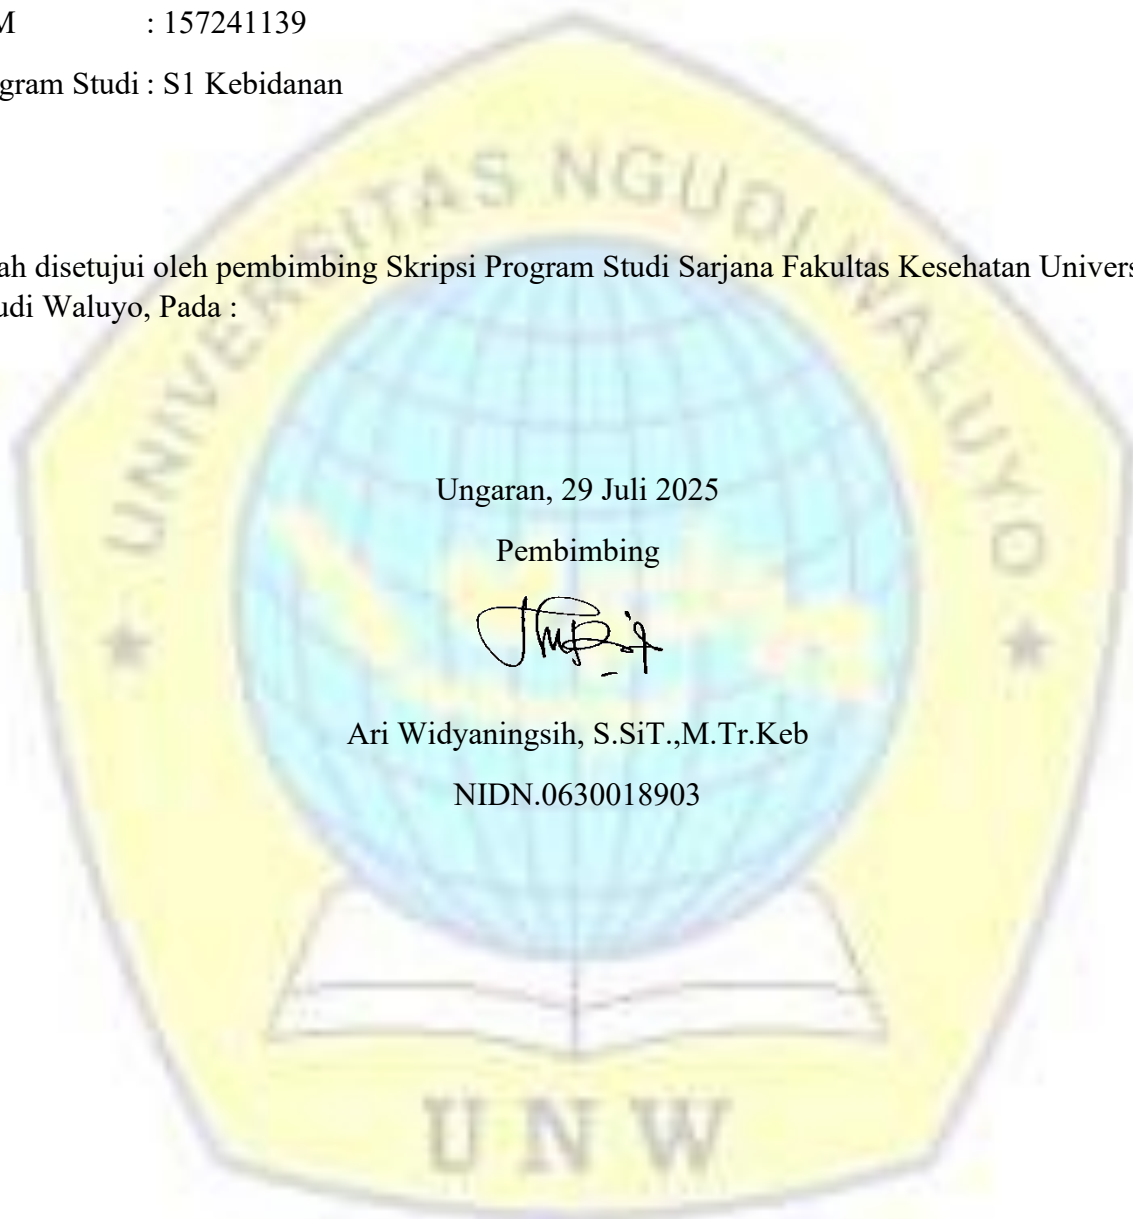 M : 157241139
gram Studi : S1 Kebidanan
UNIVERSITAS NGUDI WALUYO
ah disetujui oleh pembimbing Skripsi Program Studi Sarjana Fakultas Kesehatan Univers
udi Waluyo, Pada :
Ungaran, 29 Juli 2025
Pembimbing
Ari Widyaningsih, S.SiT.,M.Tr.Keb
NIDN.0630018903
UNW